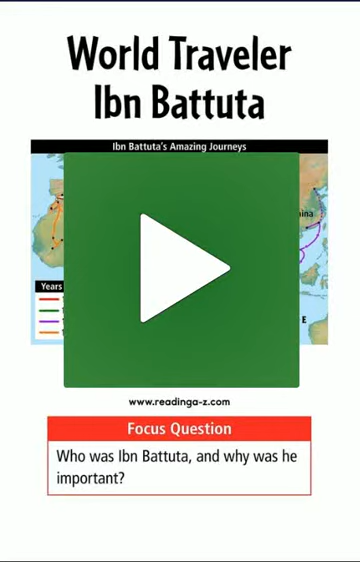 World Traveler
Ibn Battuta
Ibn Battuta's Amazing Journeys
Years
E
www.readinga-z.com
Focus Question
Who was Ibn Battuta, and why was he
important?